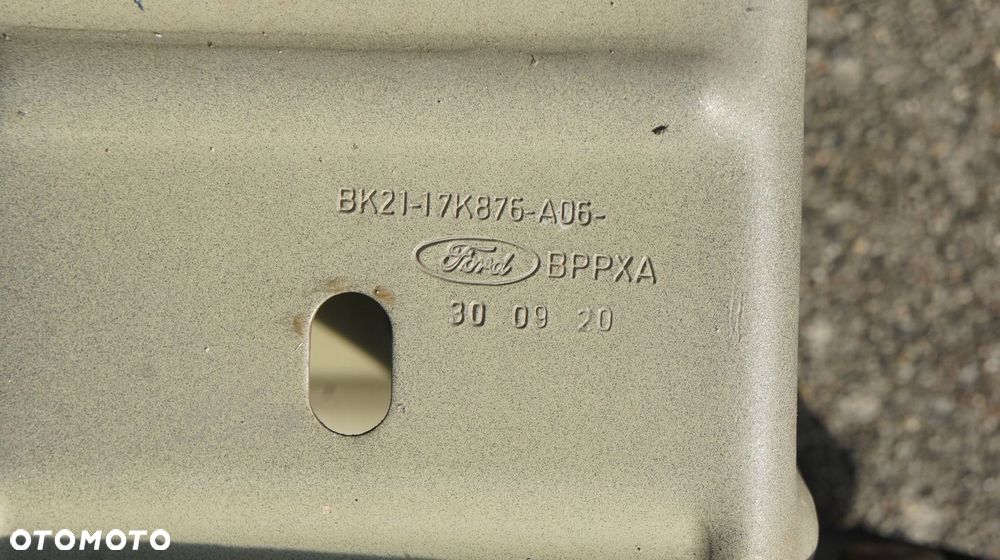 BK21-17K876-A06-
Ford BPPXA
30 09 20
OTOMOTO